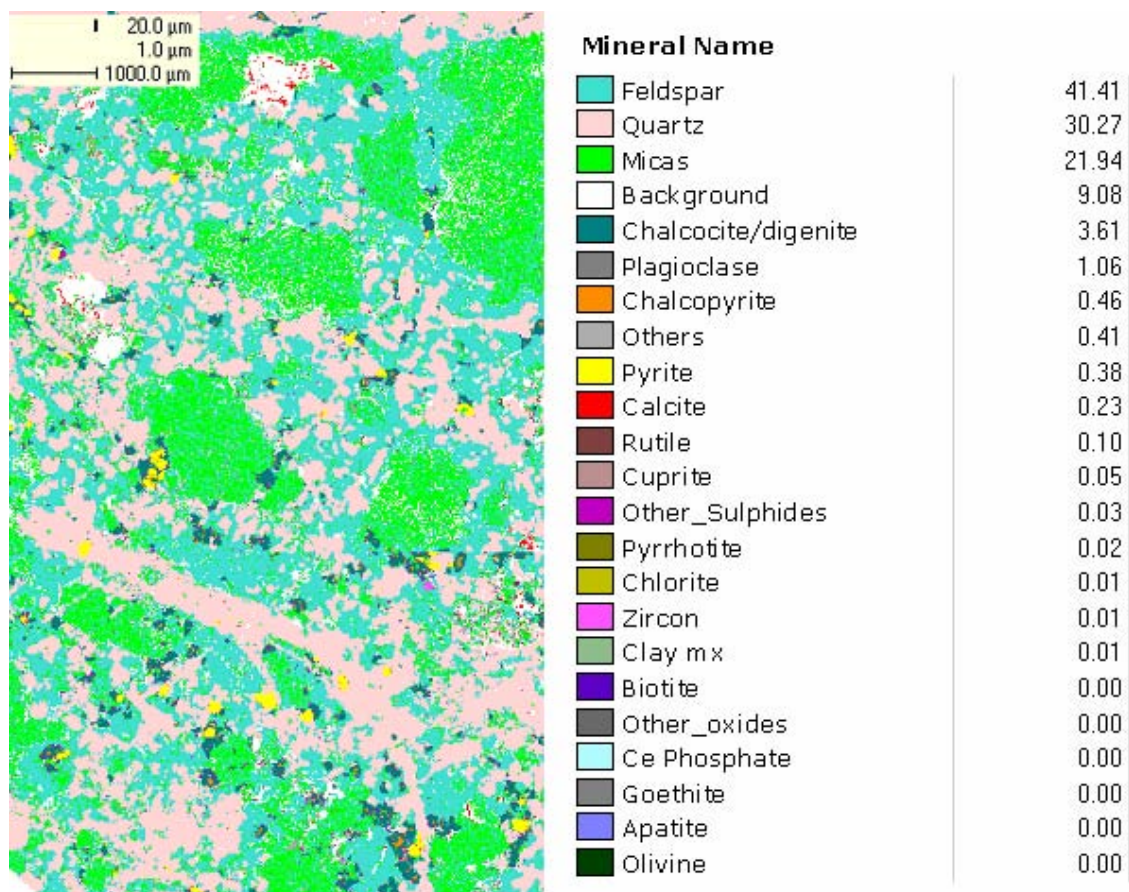 20.0 µm
1.0 µm
1000.0 µm
Mineral Name
Feldspar 41.41
Quartz 30.27
Micas 21.94
Background 9.08
Chalcocite/digenite 3.61
Plagioclase 1.06
Chalcopyrite 0.46
Others 0.41
Pyrite 0.38
Calcite 0.23
Rutile 0.10
Cuprite 0.05
Other_Sulphides 0.03
Pyrrhotite 0.02
Chlorite 0.01
Zircon 0.01
Clay mx 0.01
Biotite 0.00
Other_oxides 0.00
Ce Phosphate 0.00
Goethite 0.00
Apatite 0.00
Olivine 0.00